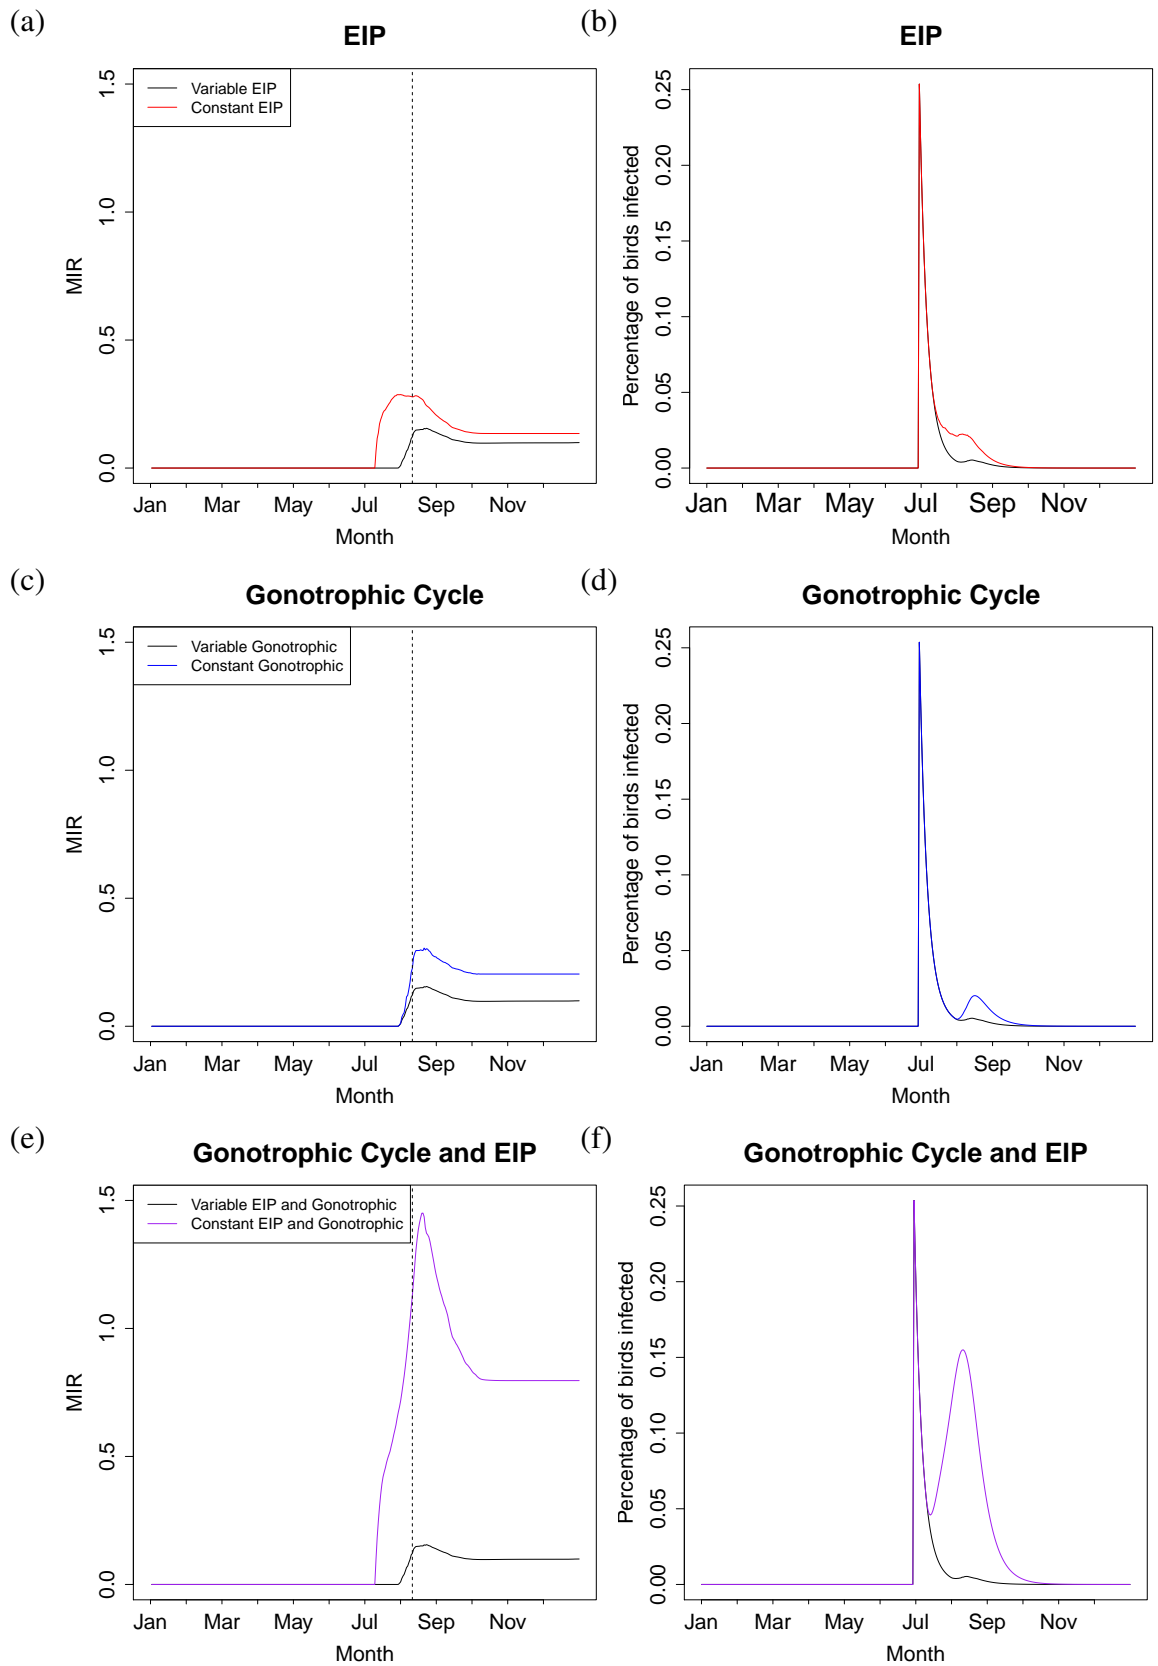 (a)
EIP
Variable EIP
Constant EIP
1.5
1.0
0.5
0.0
MIR
Jan Mar May Jul Sep Nov
Month
(b)
EIP
0.25
0.20
0.15
0.10
0.05
0.00
Percentage of birds infected
Jan Mar May Jul Sep Nov
Month
(c)
Gonotrophic Cycle
Variable Gonotrophic
Constant Gonotrophic
1.5
1.0
0.5
0.0
MIR
Jan Mar May Jul Sep Nov
Month
(d)
Gonotrophic Cycle
0.25
0.20
0.15
0.10
0.05
0.00
Percentage of birds infected
Jan Mar May Jul Sep Nov
Month
(e)
Gonotrophic Cycle and EIP
Variable EIP and Gonotrophic
Constant EIP and Gonotrophic
1.5
1.0
0.5
0.0
MIR
Jan Mar May Jul Sep Nov
Month
(f)
Gonotrophic Cycle and EIP
0.25
0.20
0.15
0.10
0.05
0.00
Percentage of birds infected
Jan Mar May Jul Sep Nov
Month